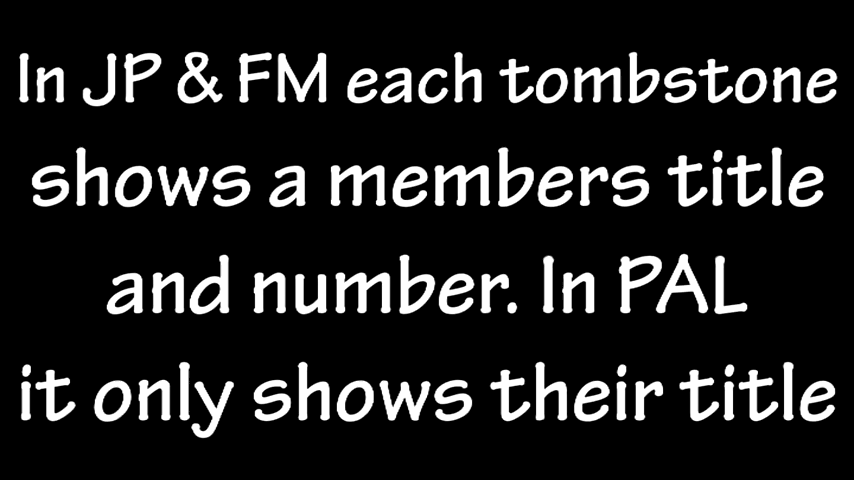 In JP & FM each tombstone
shows a members title
and number. In PAL
it only shows their title